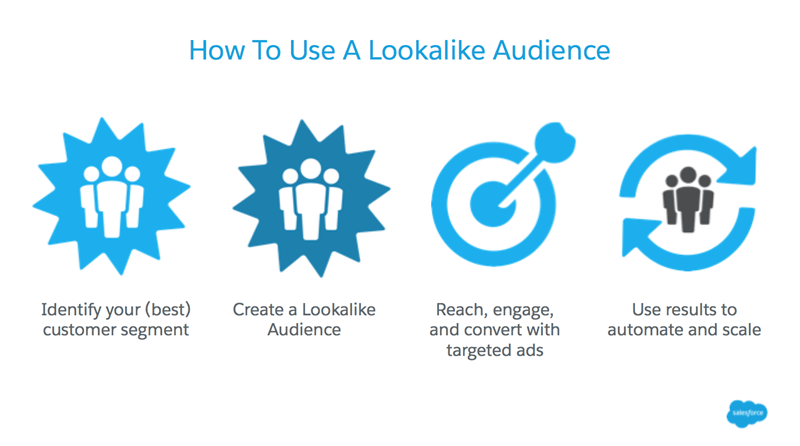 How To Use A Lookalike Audience
Identify your (best)
customer segment
Create a Lookalike
Audience
Reach, engage,
and convert with
targeted ads
Use results to
automate and scale
salesforce